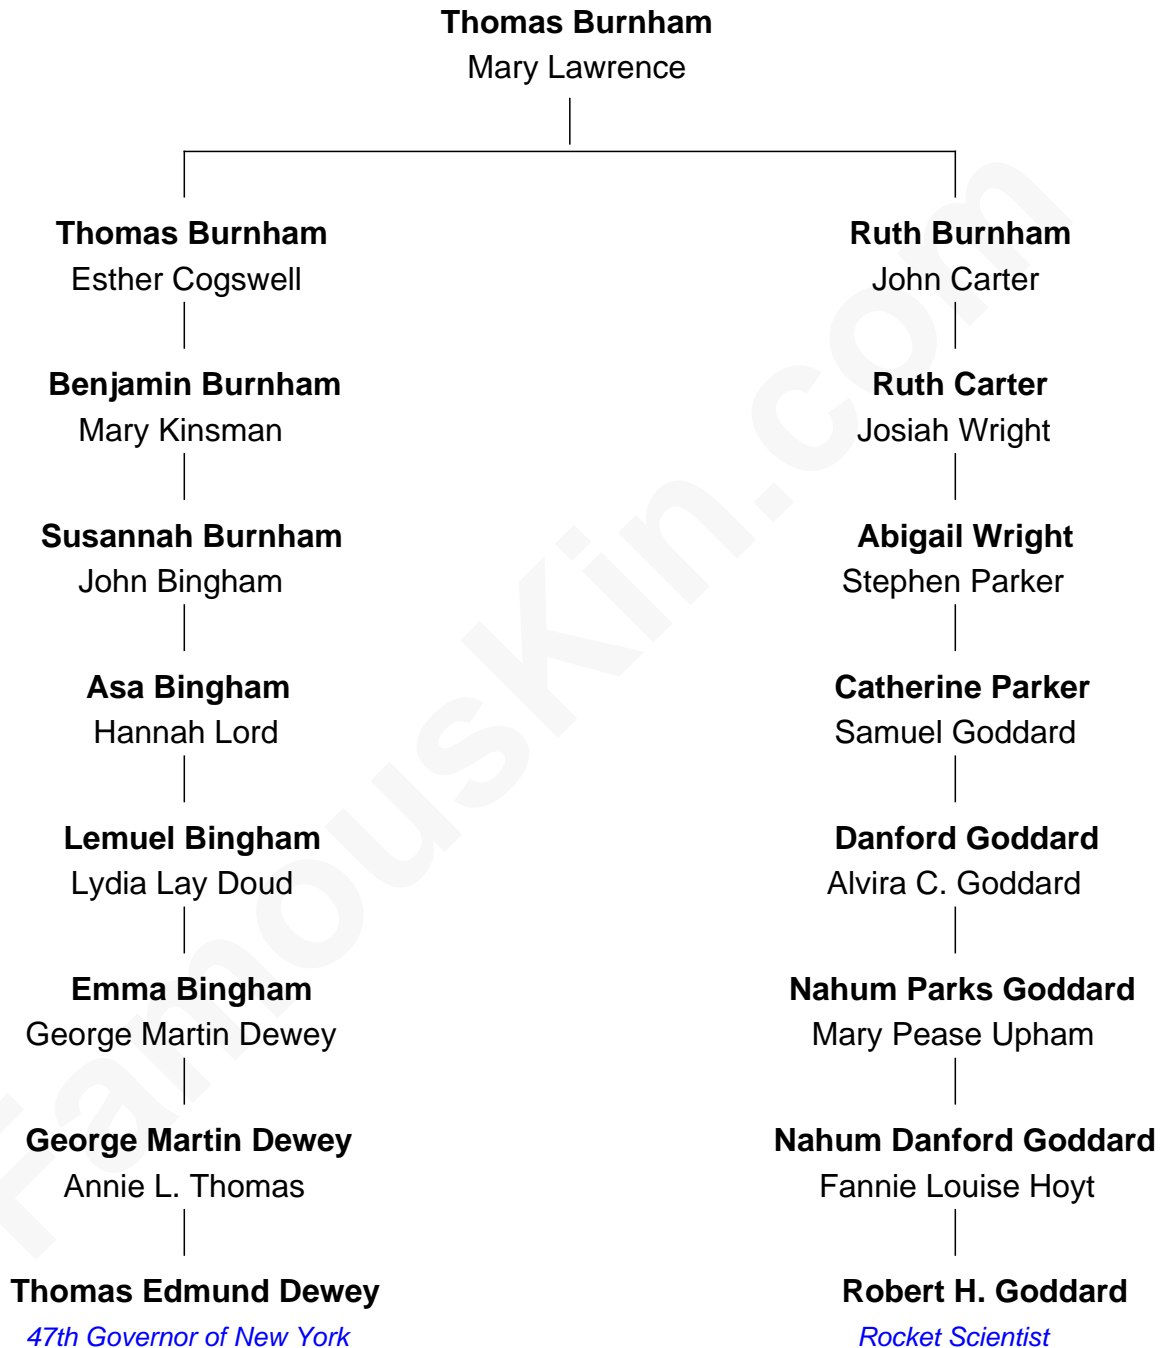 Thomas Burnham
Mary Lawrence
Thomas Burnham
Esther Cogswell
Ruth Burnham
John Carter
Benjamin Burnham
Mary Kinsman
Ruth Carter
Josiah Wright
Susannah Burnham
John Bingham
Abigail Wright
Stephen Parker
Asa Bingham
Hannah Lord
Catherine Parker
Samuel Goddard
Lemuel Bingham
Lydia Lay Doud
Danford Goddard
Alvira C. Goddard
Emma Bingham
George Martin Dewey
Nahum Parks Goddard
Mary Pease Upham
George Martin Dewey
Annie L. Thomas
Nahum Danford Goddard
Fannie Louise Hoyt
Thomas Edmund Dewey
47th Governor of New York
Robert H. Goddard
Rocket Scientist
FamousKin.com